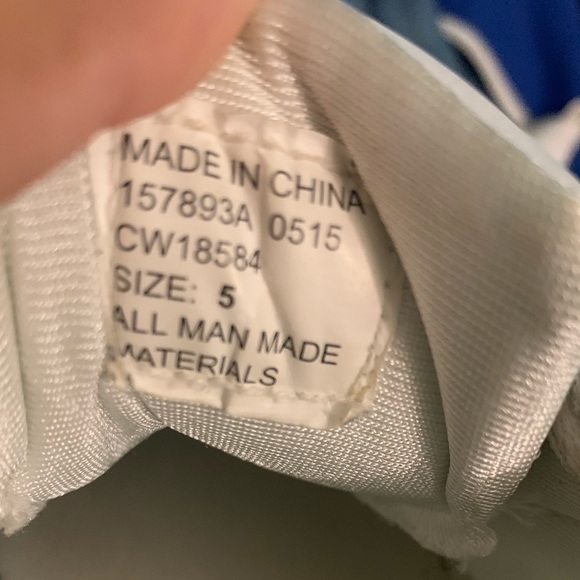 MADE IN CHINA
157893A 0515
CW18584
SIZE: 5
ALL MAN MADE
MATERIALS